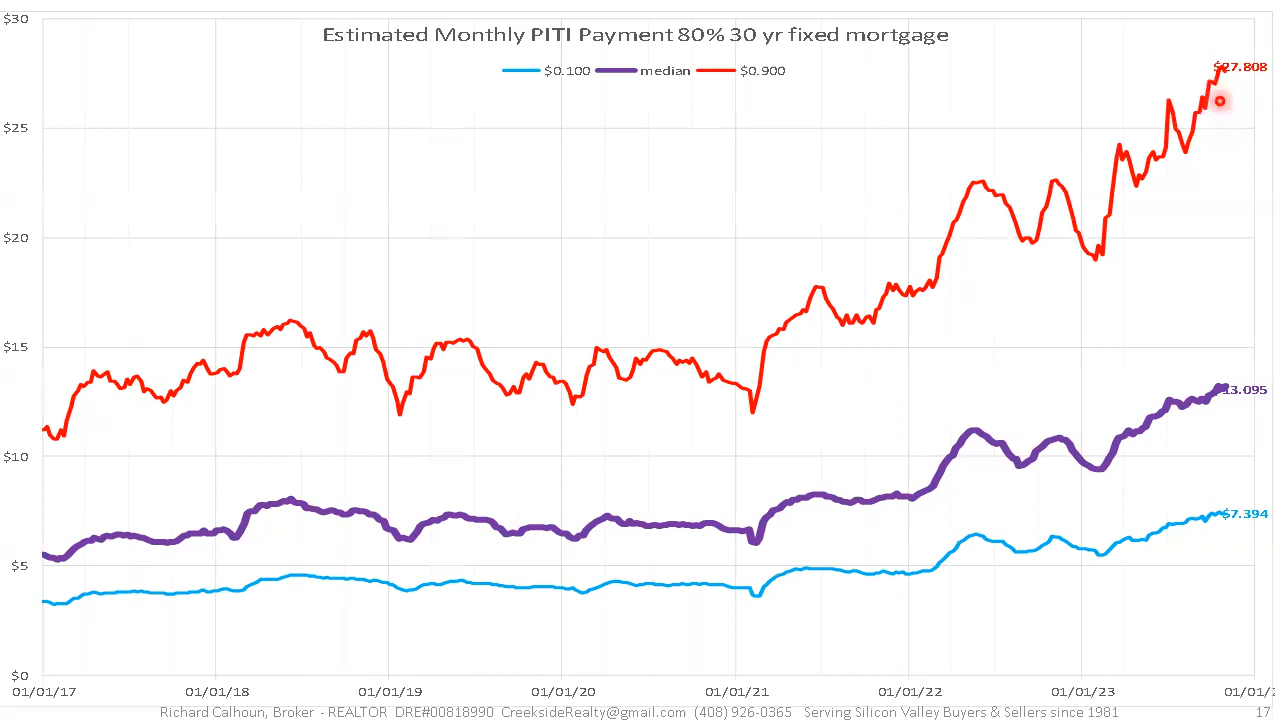 Estimated Monthly PITI Payment 80% 30 yr fixed mortgage
$0.100 median $0.900
$30
$25
$20
$15
$10
$5
$0
$27.808
13.095
$7.394
01/01/17 01/01/18 01/01/19 01/01/20 01/01/21 01/01/22 01/01/23 01/01/2
Richard Calhoun, Broker - REALTOR DRE#00818990 CreeksideRealty@gmail.com (408) 926-0365 Serving Silicon Valley Buyers & Sellers since 1981 17